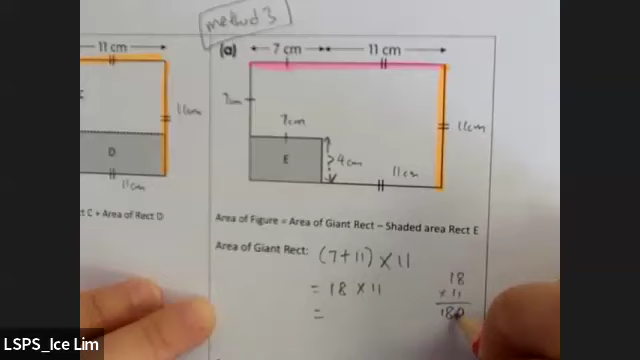 method 3
11 cm
(a)
7 cm
11 cm
7cm
7cm
11cm
11cm
D
E
4cm
11cm
11cm
t C + Area of Rect D
Area of Figure = Area of Giant Rect – Shaded area Rect E
Area of Giant Rect: (7+11) × 11
= 18 × 11
18
× 11
=
180
LSPS_Ice Lim